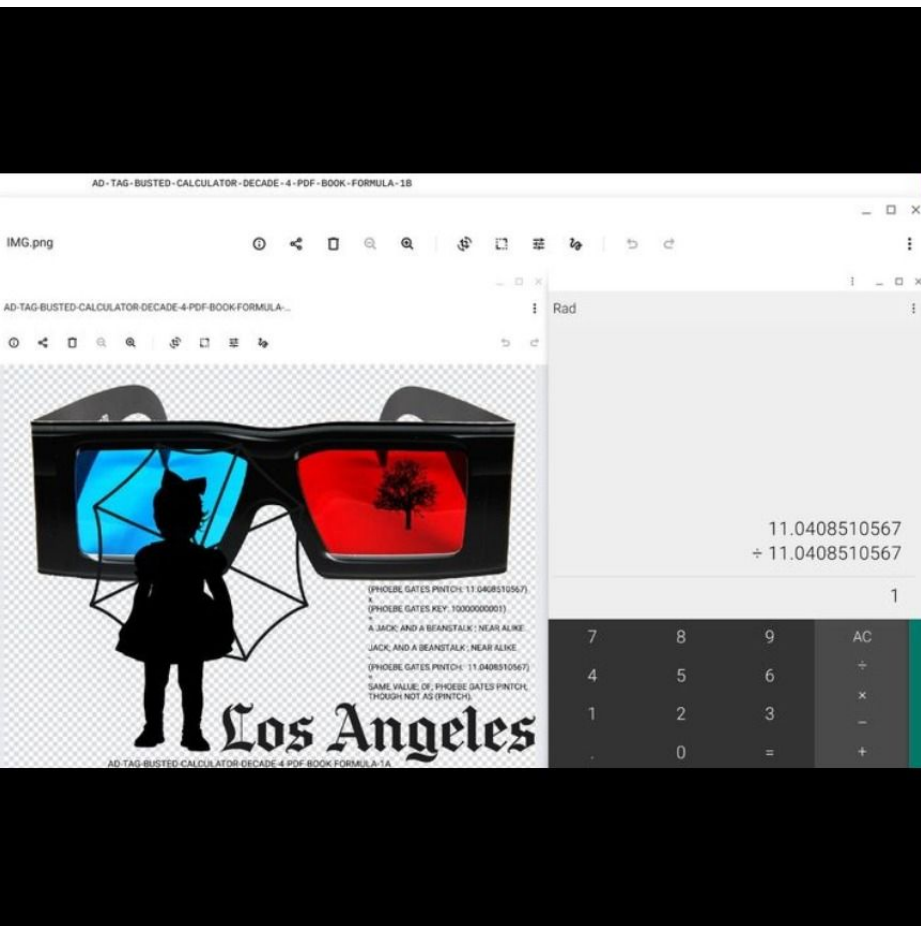 AD-TAG-BUSTED-CALCULATOR-DECADE-4-PDF-BOOK-FORMULA-1B
IMG.png
AD-TAG-BUSTED-CALCULATOR-DECADE-4-PDF-BOOK-FORMULA-...
(PHOEBE GATES PINTCH: 11.0408510567)
x
(PHOEBE GATES KEY: 10000000001)
=
A JACK; AND A BEANSTALK ; NEAR ALIKE.
JACK; AND A BEANSTALK ; NEAR ALIKE
(PHOEBE GATES PINTCH: 11.0408510567)
=
SAME VALUE; OF; PHOEBE GATES PINTCH;
THOUGH NOT AS (PINTCH).
Los Angeles
AD-TAG-BUSTED-CALCULATOR-DECADE-4-PDF-BOOK-FORMULA-1A
Rad
11.0408510567
÷ 11.0408510567
1
7 8 9 AC
4 5 6 ÷
1 2 3 ×
. 0 = −
+